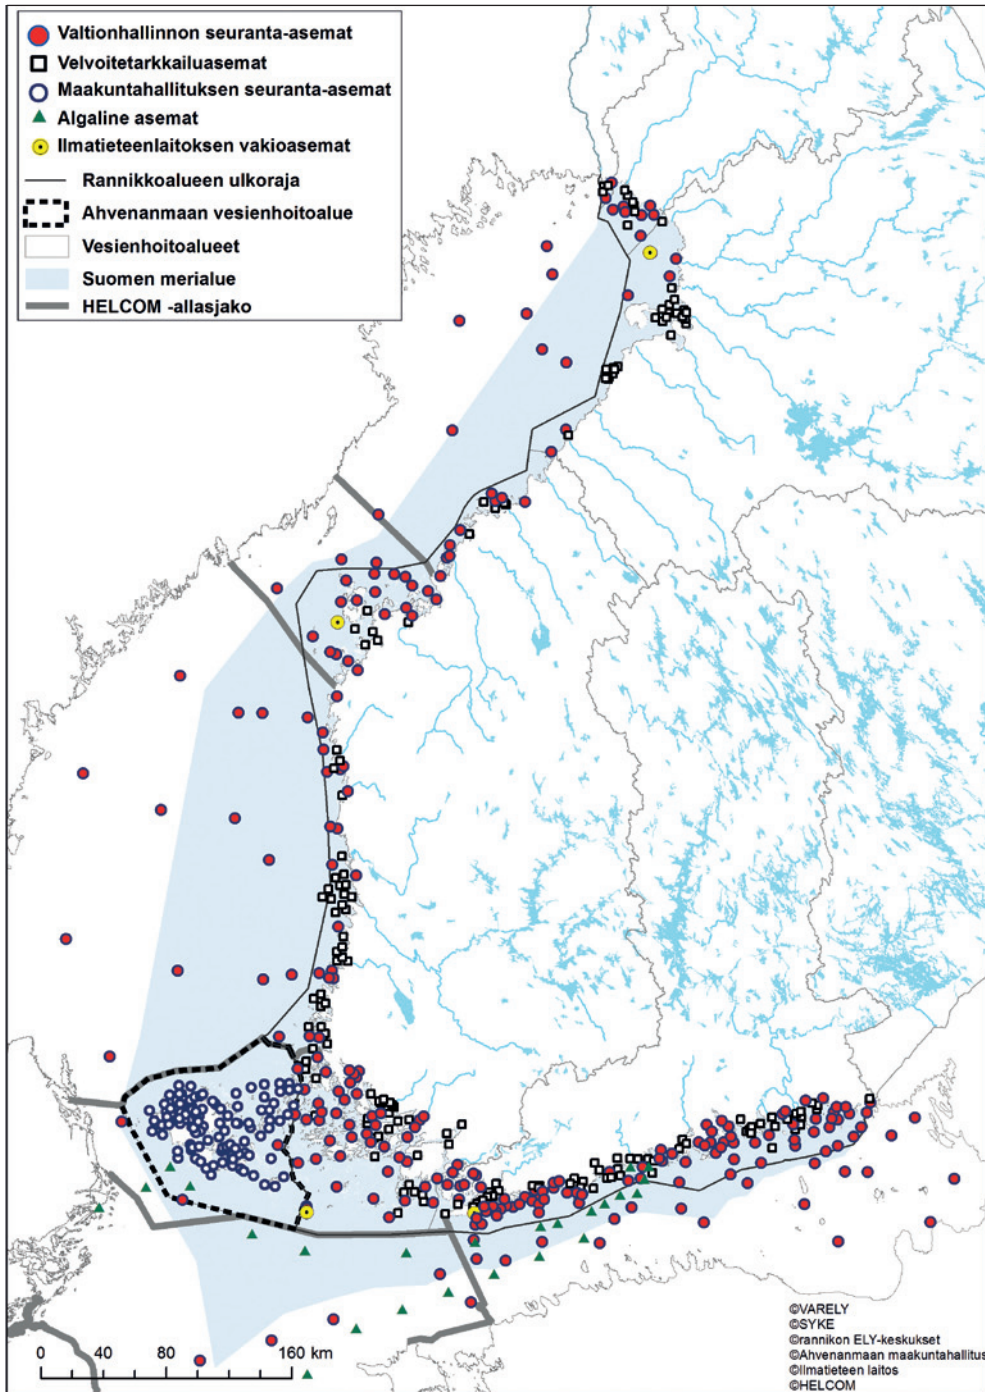 Valtionhallinnon seuranta-asemat
Velvoitetarkkailuasemat
Maakuntahallituksen seuranta-asemat
Algaline asemat
Ilmatieteenlaitoksen vakioasemat
Rannikkoalueen ulkoraja
Ahvenanmaan vesienhoitoalue
Vesienhoitoalueet
Suomen merialue
HELCOM -allasjako
0 40 80 160 km
©VARELY
©SYKE
©rannikon ELY-keskukset
©Ahvenanmaan maakuntahallitus
©Ilmatieteen laitos
©HELCOM